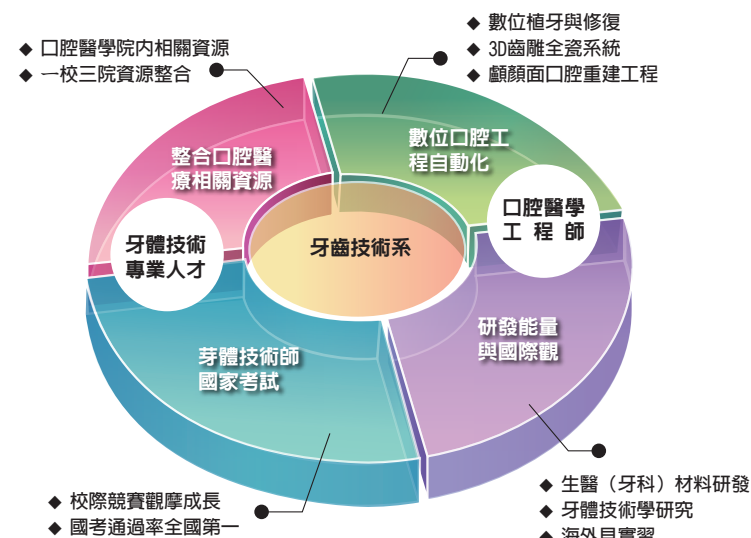 ◆ 口腔醫學院內相關資源
◆ 一校三院資源整合
◆ 數位植牙與修復
◆ 3D齒雕全瓷系統
◆ 顱顏面口腔重建工程
整合口腔醫
療相關資源
數位口腔工
程自動化
牙體技術
專業人才
牙齒技術系
口腔醫學
工程師
芽體技術師
國家考試
研發能量
與國際觀
◆ 校際競賽觀摩成長
◆ 國考通過率全國第一
◆ 生醫（牙科）材料研發
◆ 牙體技術學研究
◆ 海外見實習